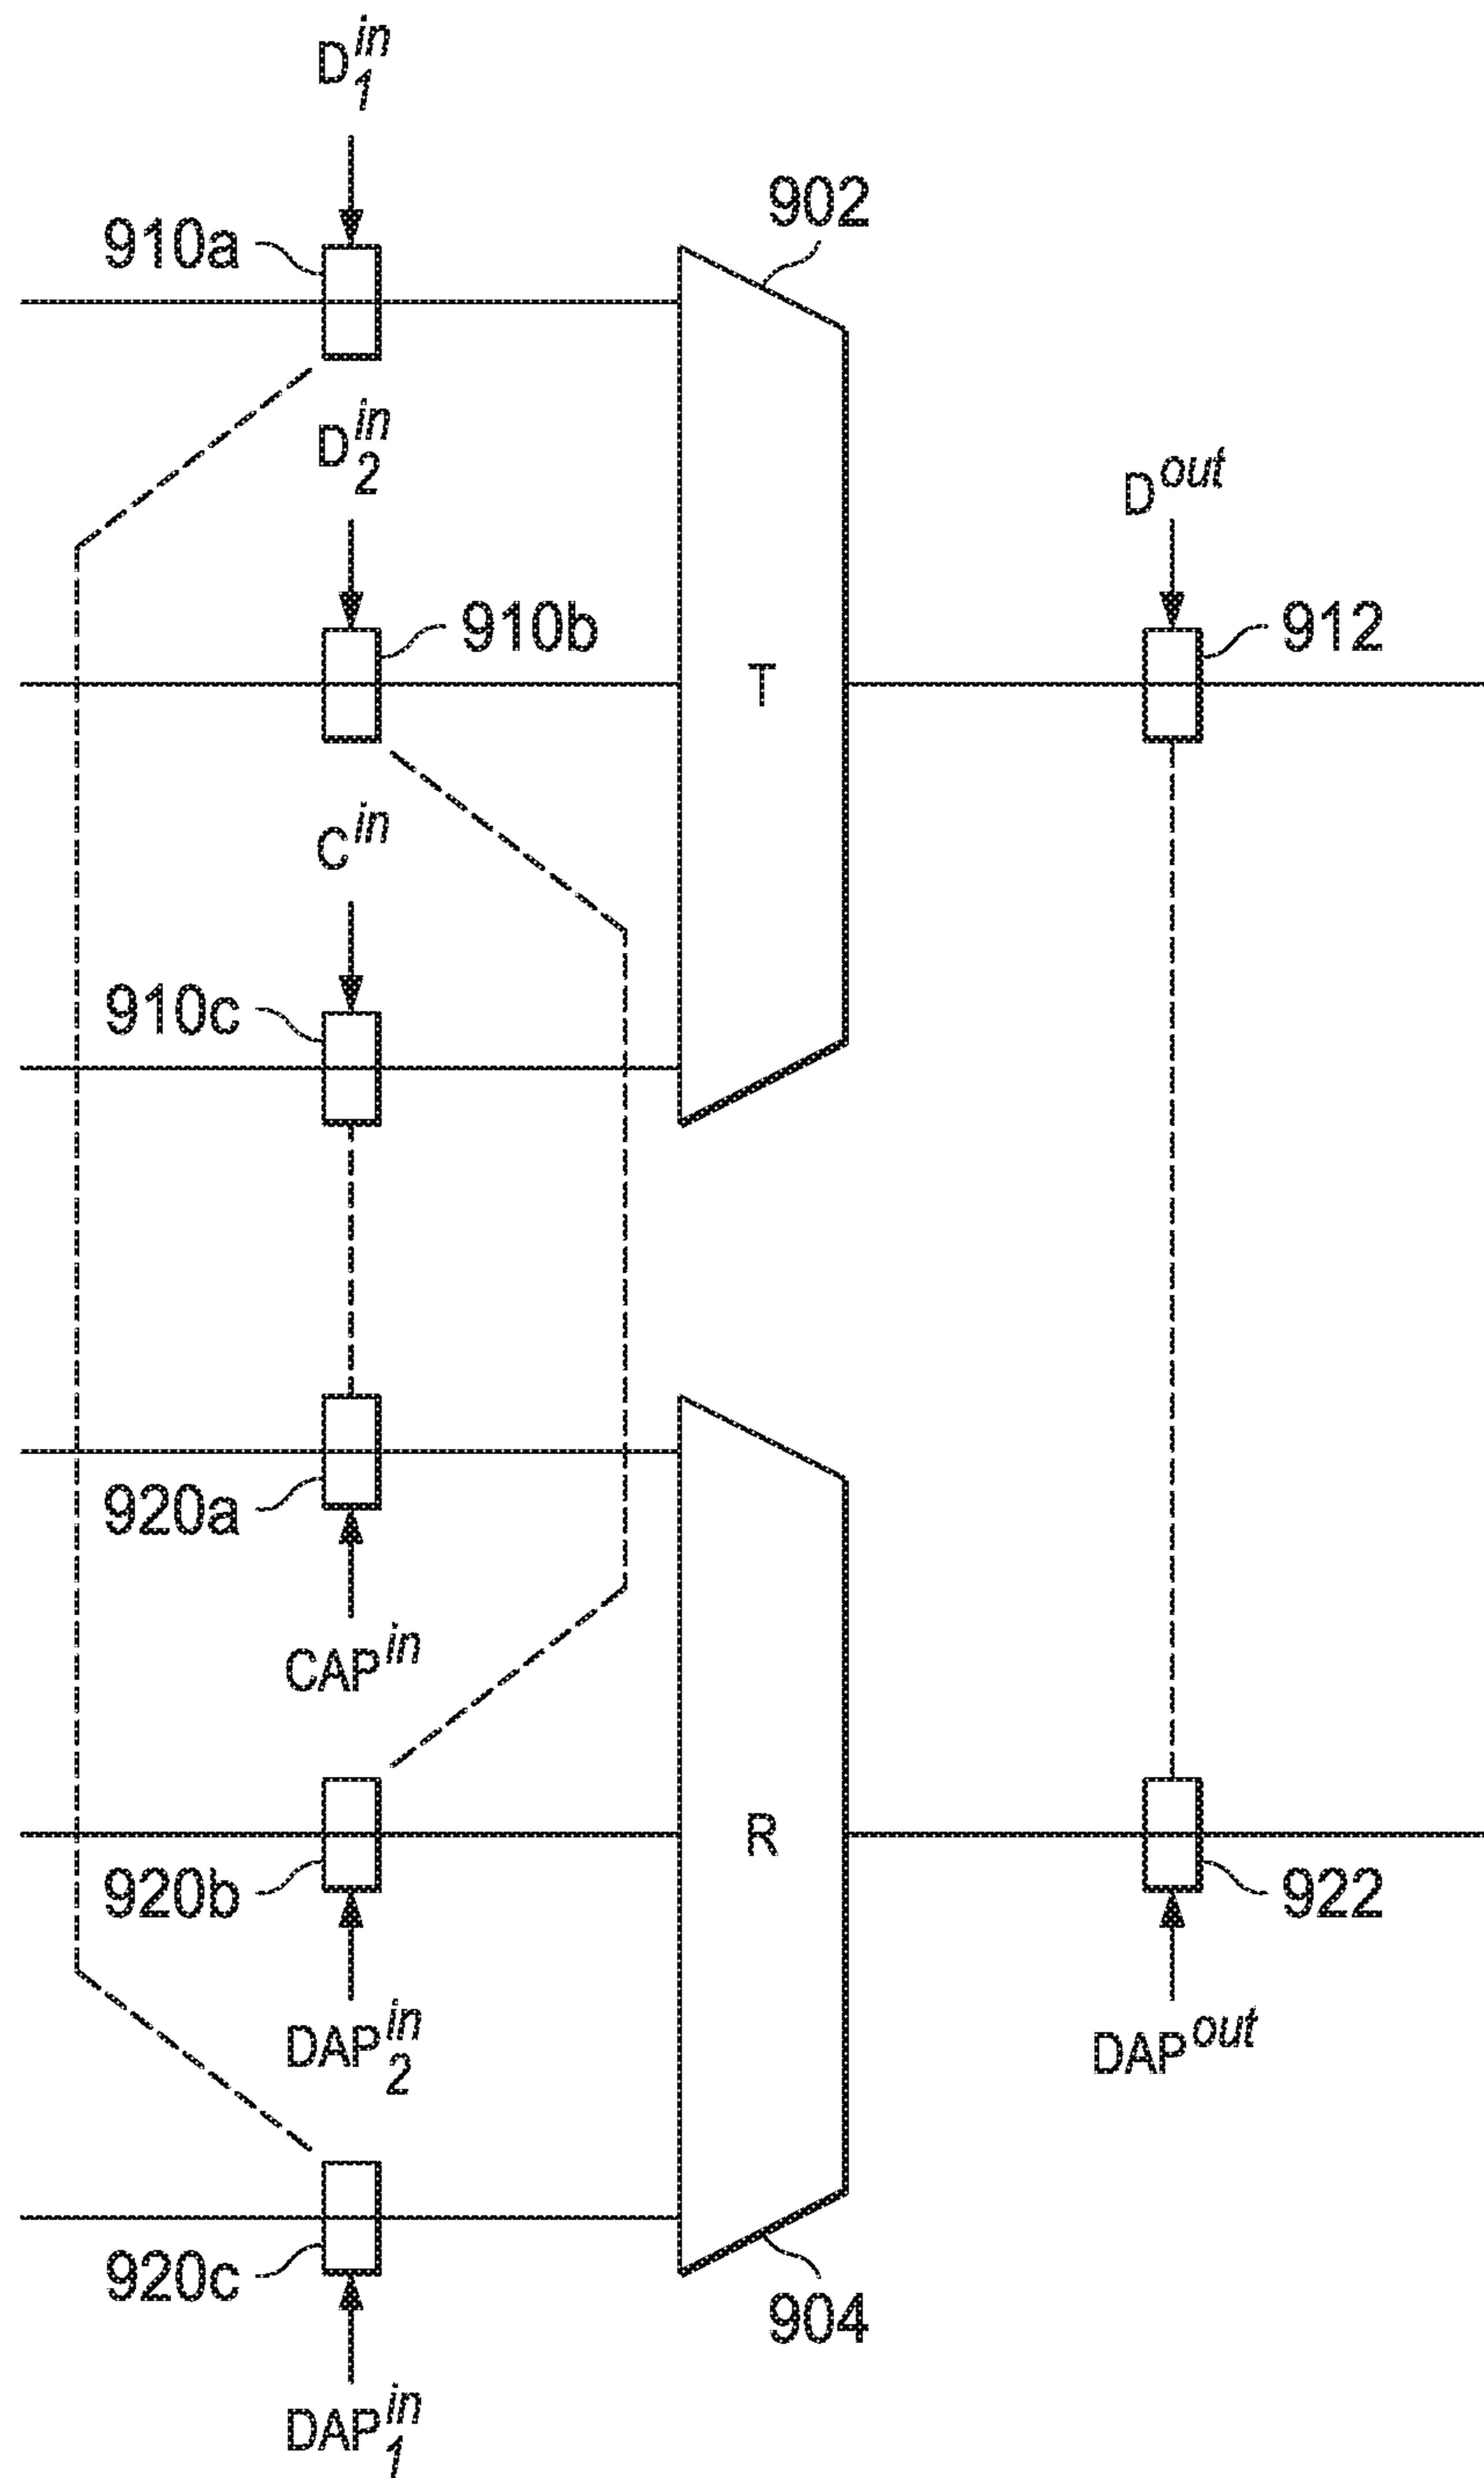 D₁ⁱⁿ
902
910a
D₂ⁱⁿ
Dᵒᵘᵗ
910b
912
T
Cⁱⁿ
910c
920a
CAPⁱⁿ
R
920b
922
DAP₂ⁱⁿ
DAPᵒᵘᵗ
920c
904
DAP₁ⁱⁿ